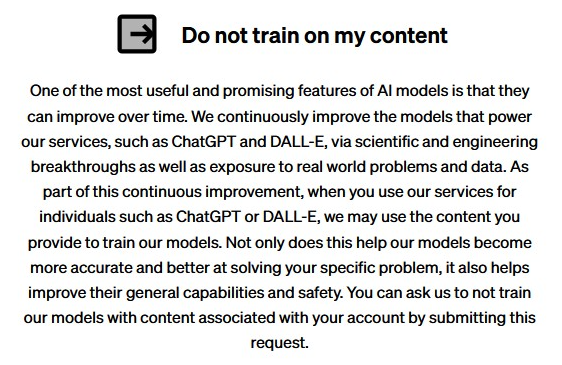 Do not train on my content
One of the most useful and promising features of AI models is that they
can improve over time. We continuously improve the models that power
our services, such as ChatGPT and DALL-E, via scientific and engineering
breakthroughs as well as exposure to real world problems and data. As
part of this continuous improvement, when you use our services for
individuals such as ChatGPT or DALL-E, we may use the content you
provide to train our models. Not only does this help our models become
more accurate and better at solving your specific problem, it also helps
improve their general capabilities and safety. You can ask us to not train
our models with content associated with your account by submitting this
request.